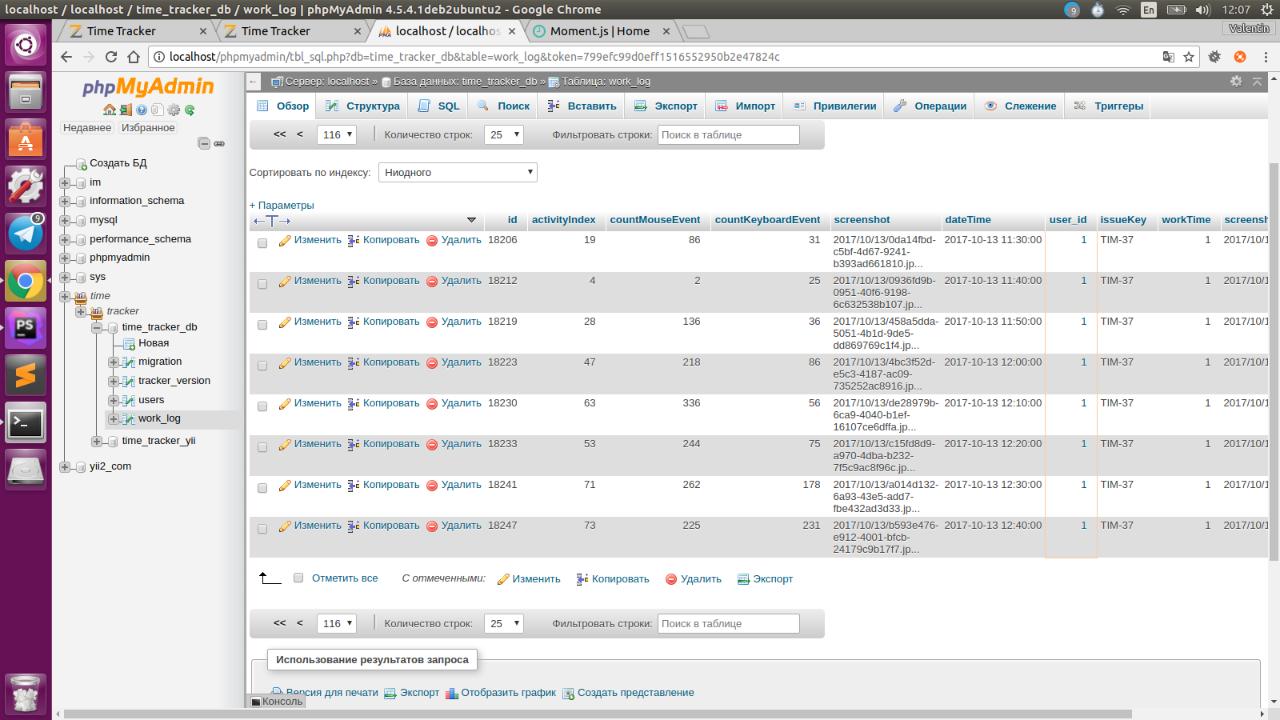 localhost / localhost / time_tracker_db / work_log | phpMyAdmin 4.5.4.1deb2ubuntu2 - Google Chrome
9 En 12:07
Time Tracker Time Tracker localhost / localhos Moment.js | Home Valentin
localhost/phpmyadmin/tbl_sql.php?db=time_tracker_db&table=work_log&token=799efc99d0eff1516552950b2e47824c
phpMyAdmin
Недавнее Избранное
Создать БД
im
information_schema
mysql
performance_schema
phpmyadmin
sys
time
tracker
time_tracker_db
Новая
migration
tracker_version
users
work_log
time_tracker_yii
yii2_com
9
PS
Сервер: localhost » База данных: time_tracker_db » Таблица: work_log
Обзор Структура SQL Поиск Вставить Экспорт Импорт Привилегии Операции Слежение Триггеры
<< < 116 Количество строк: 25 Фильтровать строки: Поиск в таблице
Сортировать по индексу: Ниодного
+ Параметры
id activityIndex countMouseEvent countKeyboardEvent screenshot dateTime user_id issueKey workTime screensh
Изменить Копировать Удалить 18206 19 86 31 2017/10/13/0da14fbd- 2017-10-13 11:30:00 1 TIM-37 1 2017/10/1
c5bf-4d67-9241-
b393ad661810.jp...
Изменить Копировать Удалить 18212 4 2 25 2017/10/13/0936fd9b- 2017-10-13 11:40:00 1 TIM-37 1 2017/10/1
0951-40f6-9198-
6c632538b107.jp...
Изменить Копировать Удалить 18219 28 136 36 2017/10/13/458a5dda- 2017-10-13 11:50:00 1 TIM-37 1 2017/10/1
5051-4b1d-9de5-
dd869769c1f4.jp...
Изменить Копировать Удалить 18223 47 218 86 2017/10/13/4bc3f52d- 2017-10-13 12:00:00 1 TIM-37 1 2017/10/1
e5c3-4187-ac09-
735252ac8916.jp...
Изменить Копировать Удалить 18230 63 336 56 2017/10/13/de28979b- 2017-10-13 12:10:00 1 TIM-37 1 2017/10/1
6ca9-4040-b1ef-
16107ce6dffa.jp...
Изменить Копировать Удалить 18233 53 244 75 2017/10/13/c15fd8d9- 2017-10-13 12:20:00 1 TIM-37 1 2017/10/1
a970-4dba-b232-
7f5c9ac8f96c.jp...
Изменить Копировать Удалить 18241 71 262 178 2017/10/13/a014d132- 2017-10-13 12:30:00 1 TIM-37 1 2017/10/1
6a93-43e5-add7-
fbe432ad3d33.jp...
Изменить Копировать Удалить 18247 73 225 231 2017/10/13/b593e476- 2017-10-13 12:40:00 1 TIM-37 1 2017/10/1
e912-4001-bfcb-
24179c9b17f7.jp...
Отметить все С отмеченными: Изменить Копировать Удалить Экспорт
<< < 116 Количество строк: 25 Фильтровать строки: Поиск в таблице
Использование результатов запроса
Версия для печати Экспорт Отобразить график Создать представление
Консоль